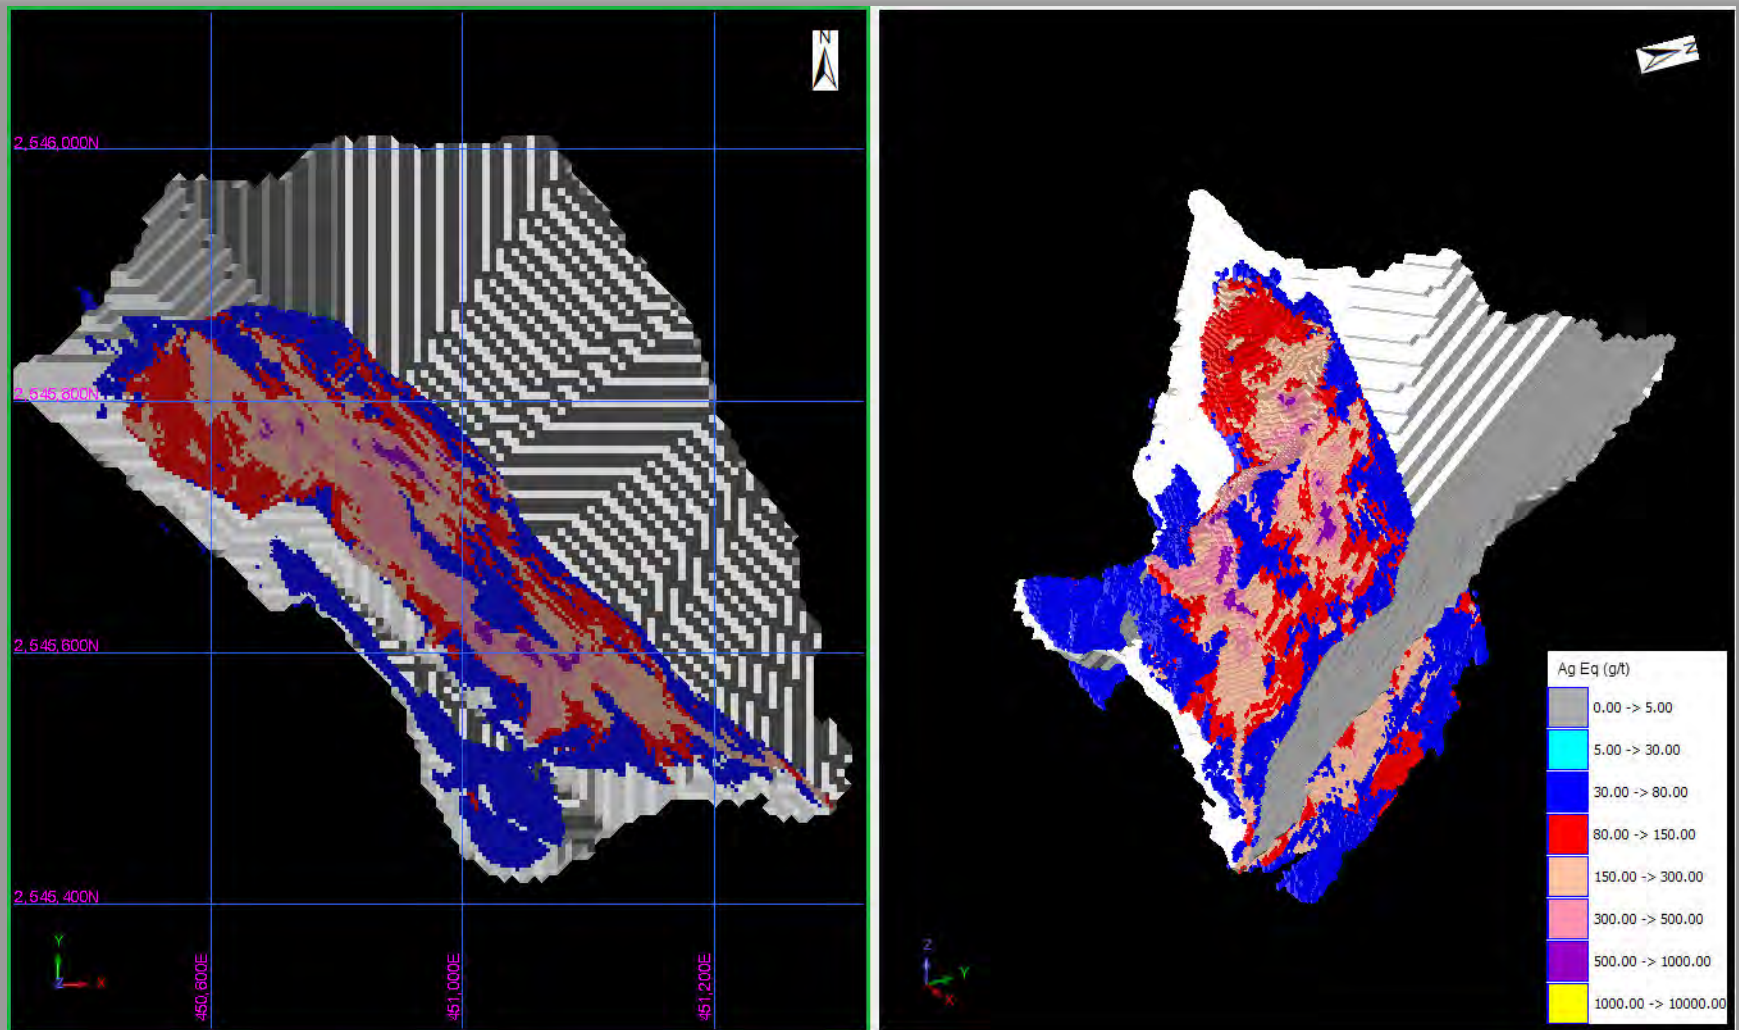 N
2,546,000N
2,545,800N
2,545,600N
2,545,400N
450,800E
451,000E
451,200E
Y
Z
X
N
Z
Y
X
Ag Eq (g/t)
0.00 -> 5.00
5.00 -> 30.00
30.00 -> 80.00
80.00 -> 150.00
150.00 -> 300.00
300.00 -> 500.00
500.00 -> 1000.00
1000.00 -> 10000.00